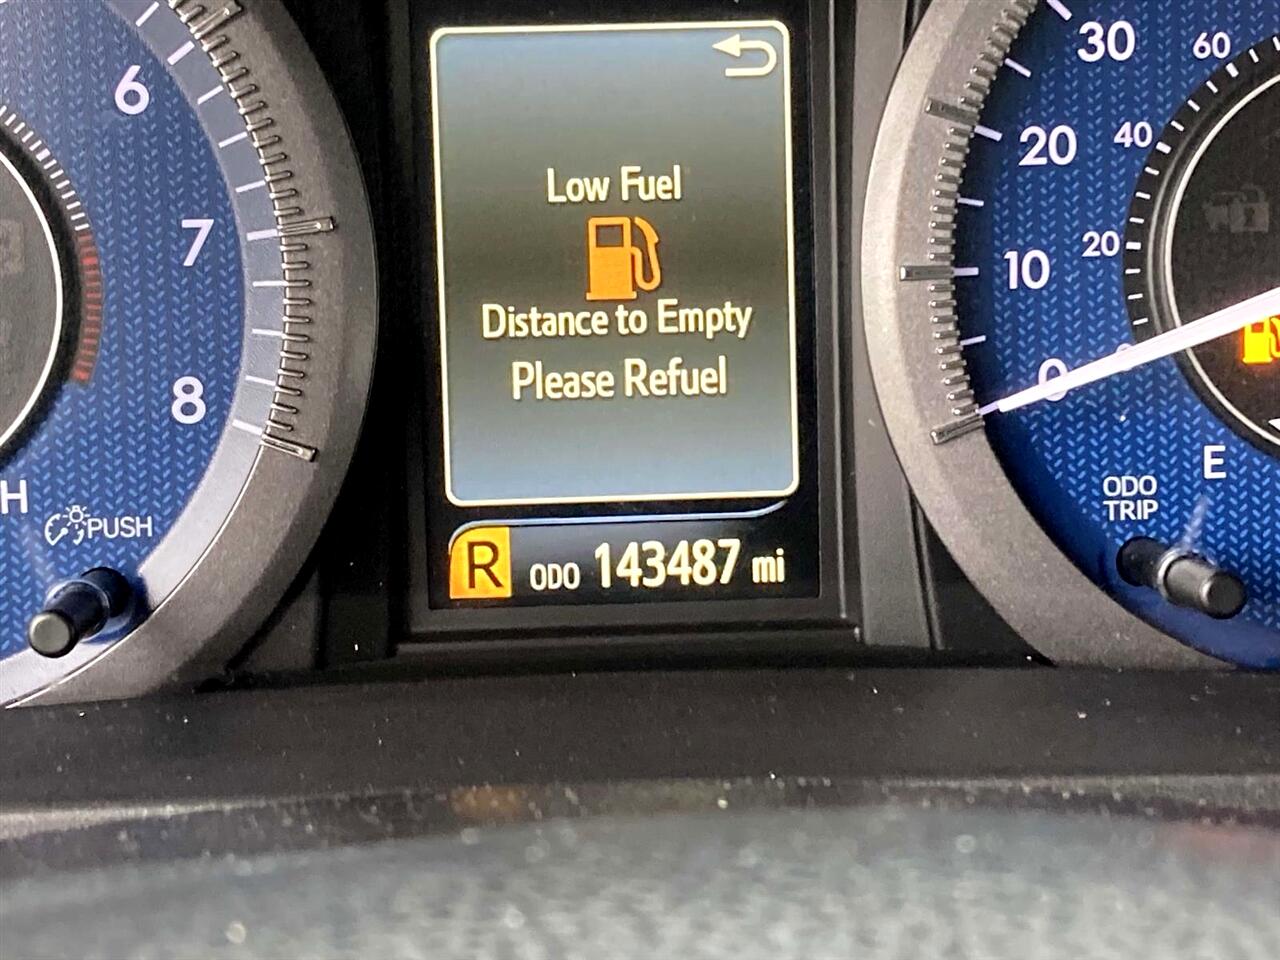 6
7
8
H
PUSH
Low Fuel
Distance to Empty
Please Refuel
R ODO 143487 mi
30
20
10
0
60
40
20
E
ODO
TRIP